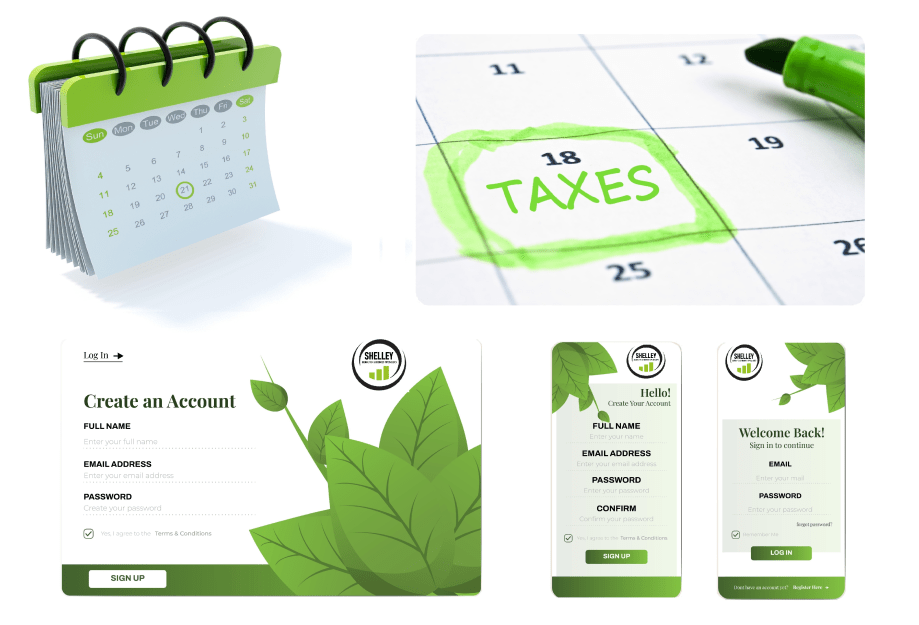 Sun Mon Tue Wed Thu Fri Sat
1 2 3
4 5 6 7 8 9 10
11 12 13 14 15 16 17
18 19 20 21 22 23 24
25 26 27 28 29 30 31
11 12
18 19
TAXES
25 26
Log In
SHELLEY
Create an Account
FULL NAME
Enter your full name
EMAIL ADDRESS
Enter your email address
PASSWORD
Create your password
Yes, I agree to the Terms & Conditions
SIGN UP
SHELLEY
Hello!
Create Your Account
FULL NAME
Enter your name
EMAIL ADDRESS
Enter your email address
PASSWORD
Enter your password
CONFIRM
Confirm your password
Yes, I agree to the Terms & Conditions
SIGN UP
SHELLEY
Welcome Back!
Sign in to continue
EMAIL
Enter your mail
PASSWORD
Enter your password
forgot password?
Remember Me
LOG IN
Dont have an account yet? Register Here